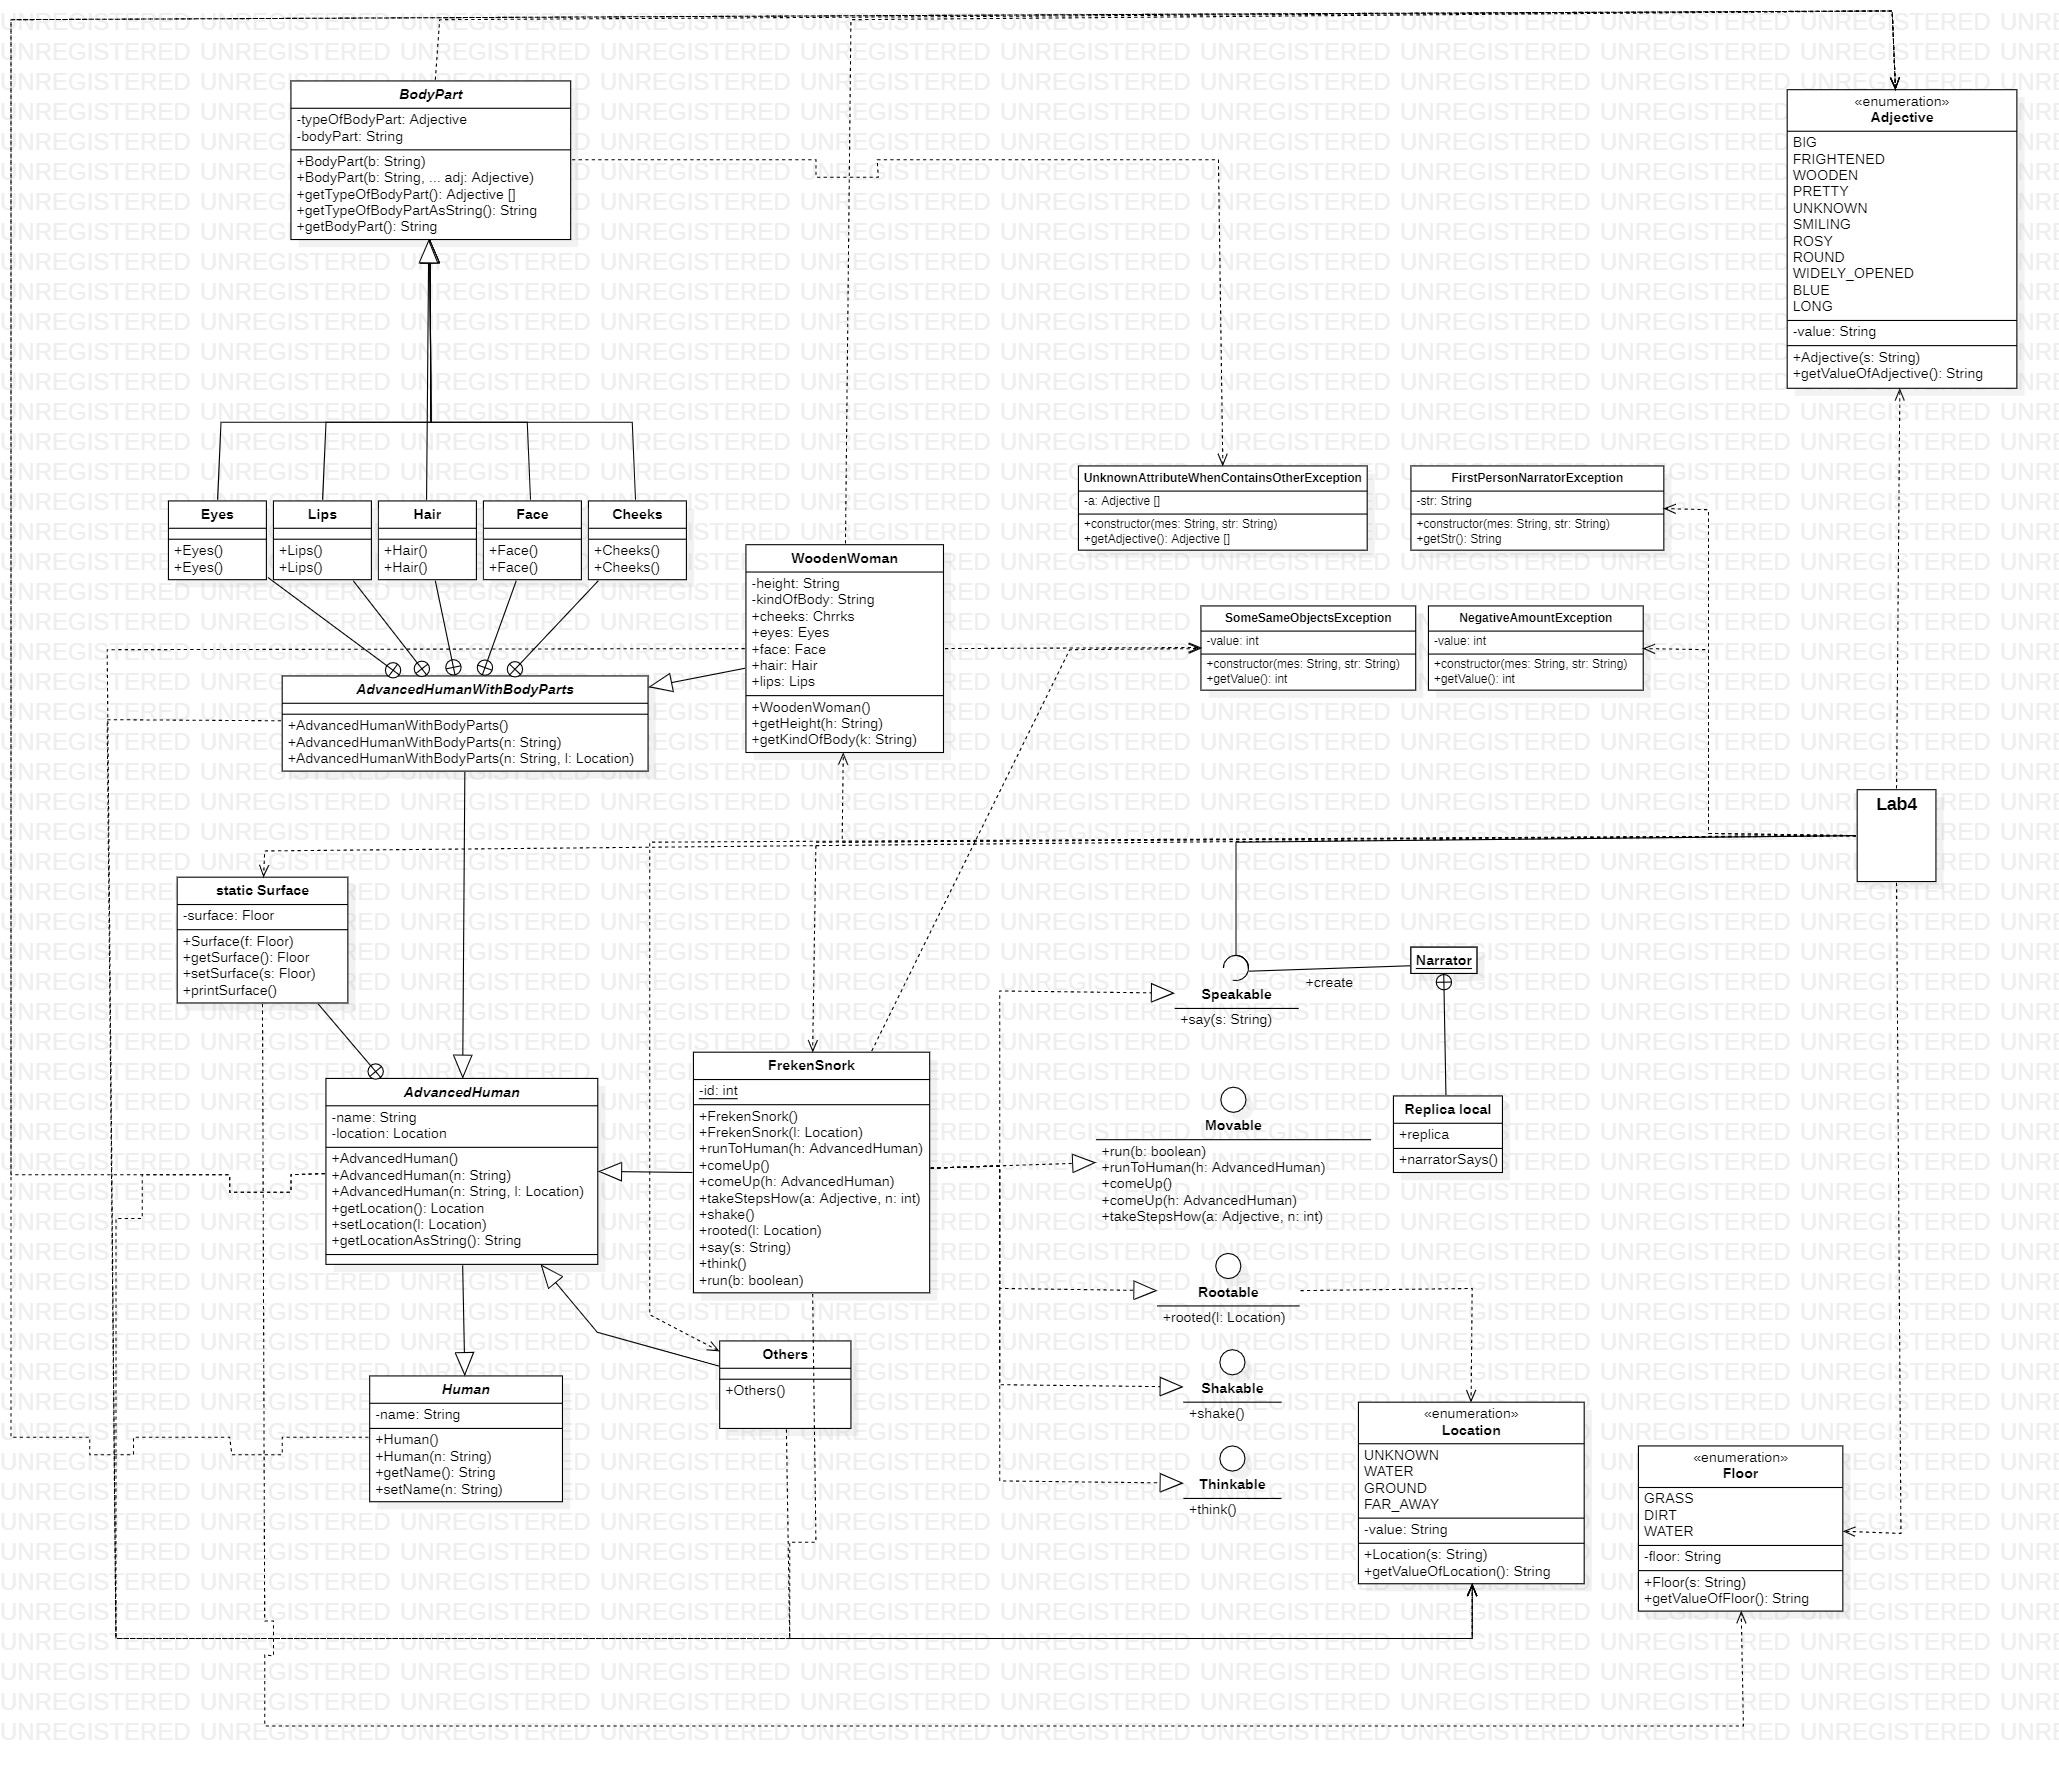 BodyPart
-typeOfBodyPart: Adjective
-bodyPart: String
+BodyPart(b: String)
+BodyPart(b: String, ... adj: Adjective)
+getTypeOfBodyPart(): Adjective []
+getTypeOfBodyPartAsString(): String
+getBodyPart(): String
«enumeration»
Adjective
BIG
FRIGHTENED
WOODEN
PRETTY
UNKNOWN
SMILING
ROSY
ROUND
WIDELY_OPENED
BLUE
LONG
-value: String
+Adjective(s: String)
+getValueOfAdjective(): String
Eyes
+Eyes()
+Eyes()
Lips
+Lips()
+Lips()
Hair
+Hair()
+Hair()
Face
+Face()
+Face()
Cheeks
+Cheeks()
+Cheeks()
WoodenWoman
-height: String
-kindOfBody: String
+cheeks: Chrrks
+eyes: Eyes
+face: Face
+hair: Hair
+lips: Lips
+WoodenWoman()
+getHeight(h: String)
+getKindOfBody(k: String)
UnknownAttributeWhenContainsOtherException
-a: Adjective []
+constructor(mes: String, str: String)
+getAdjective(): Adjective []
FirstPersonNarratorException
-str: String
+constructor(mes: String, str: String)
+getStr(): String
SomeSameObjectsException
-value: int
+constructor(mes: String, str: String)
+getValue(): int
NegativeAmountException
-value: int
+constructor(mes: String, str: String)
+getValue(): int
AdvancedHumanWithBodyParts
+AdvancedHumanWithBodyParts()
+AdvancedHumanWithBodyParts(n: String)
+AdvancedHumanWithBodyParts(n: String, l: Location)
Lab4
static Surface
-surface: Floor
+Surface(f: Floor)
+getSurface(): Floor
+setSurface(s: Floor)
+printSurface()
Speakable
+say(s: String)
+create
Narrator
AdvancedHuman
-name: String
-location: Location
+AdvancedHuman()
+AdvancedHuman(n: String)
+AdvancedHuman(n: String, l: Location)
+getLocation(): Location
+setLocation(l: Location)
+getLocationAsString(): String
FrekenSnork
-id: int
+FrekenSnork()
+FrekenSnork(l: Location)
+runToHuman(h: AdvancedHuman)
+comeUp()
+comeUp(h: AdvancedHuman)
+takeStepsHow(a: Adjective, n: int)
+shake()
+rooted(l: Location)
+say(s: String)
+think()
+run(b: boolean)
Movable
+run(b: boolean)
+runToHuman(h: AdvancedHuman)
+comeUp()
+comeUp(h: AdvancedHuman)
+takeStepsHow(a: Adjective, n: int)
Replica local
+replica
+narratorSays()
Rootable
+rooted(l: Location)
Shakable
+shake()
Thinkable
+think()
Others
+Others()
Human
-name: String
+Human()
+Human(n: String)
+getName(): String
+setName(n: String)
«enumeration»
Location
UNKNOWN
WATER
GROUND
FAR_AWAY
-value: String
+Location(s: String)
+getValueOfLocation(): String
«enumeration»
Floor
GRASS
DIRT
WATER
-floor: String
+Floor(s: String)
+getValueOfFloor(): String